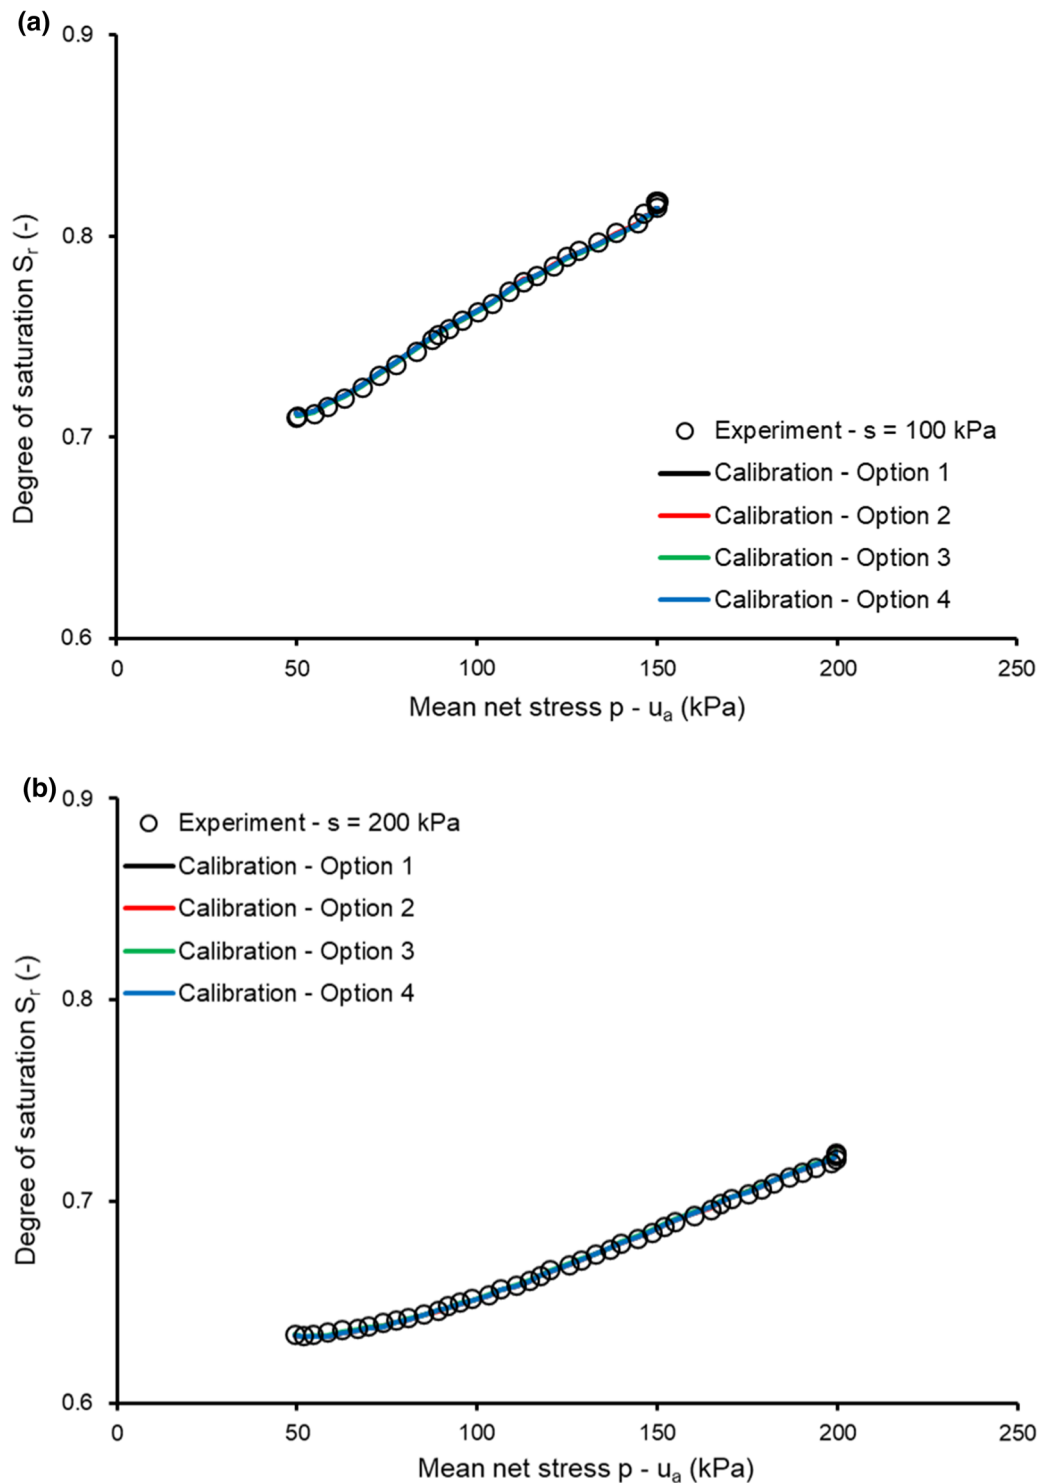 (a)
0.9
0.8
0.7
0.6
Degree of saturation Sr (-)
Experiment - s = 100 kPa
Calibration - Option 1
Calibration - Option 2
Calibration - Option 3
Calibration - Option 4
0 50 100 150 200 250
Mean net stress p - ua (kPa)
(b)
0.9
0.8
0.7
0.6
Degree of saturation Sr (-)
Experiment - s = 200 kPa
Calibration - Option 1
Calibration - Option 2
Calibration - Option 3
Calibration - Option 4
0 50 100 150 200 250
Mean net stress p - ua (kPa)